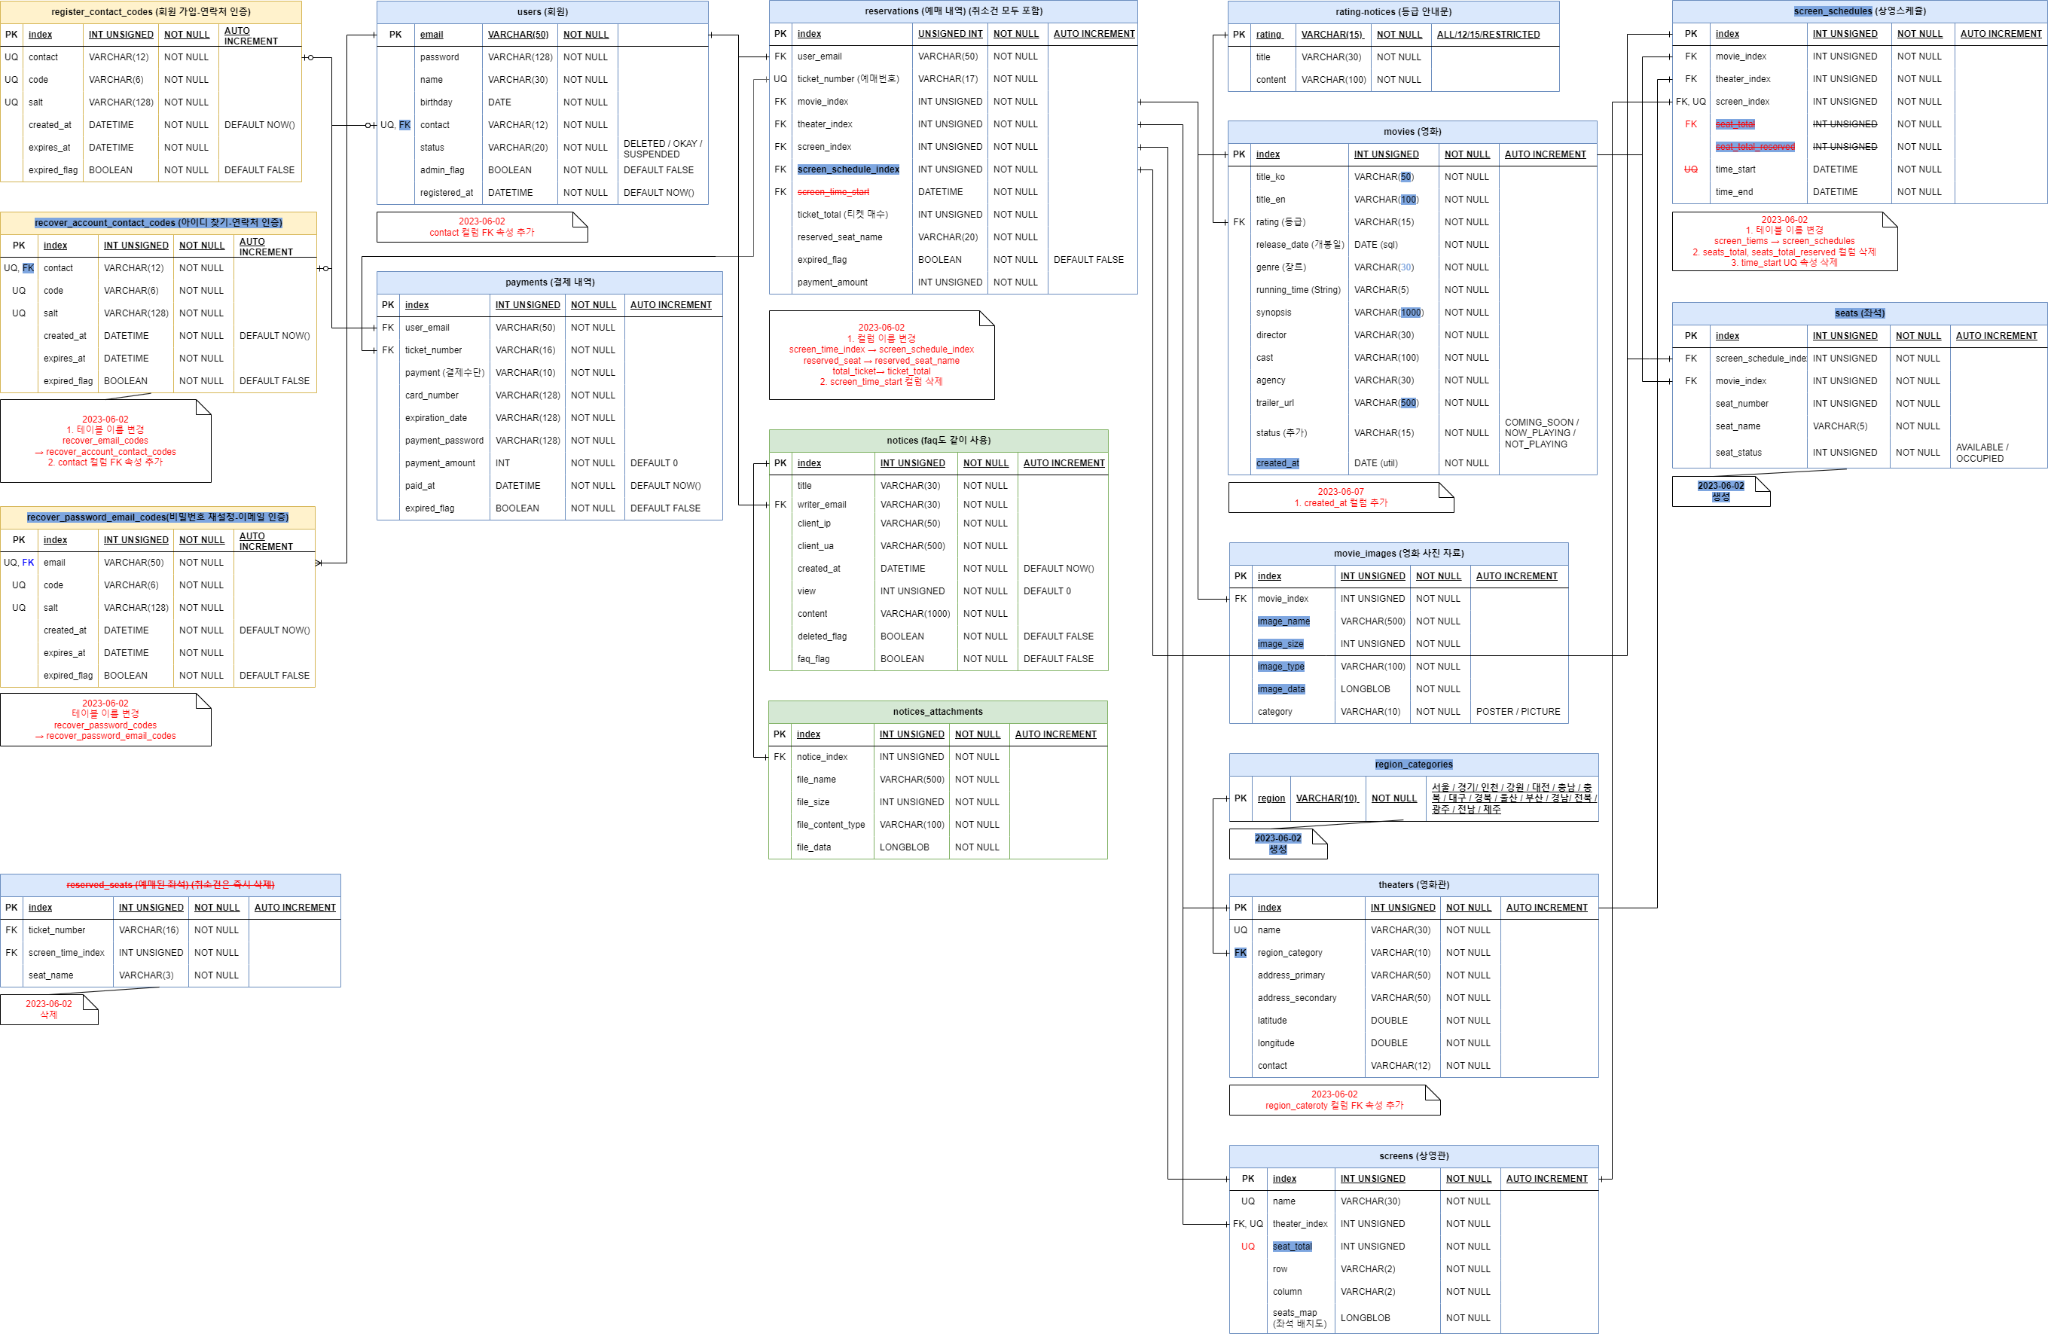 register_contact_codes (회원 가입-연락처 인증)
PK index INT UNSIGNED NOT NULL AUTO INCREMENT
UQ contact VARCHAR(12) NOT NULL
UQ code VARCHAR(6) NOT NULL
UQ salt VARCHAR(128) NOT NULL
created_at DATETIME NOT NULL DEFAULT NOW()
expires_at DATETIME NOT NULL
expired_flag BOOLEAN NOT NULL DEFAULT FALSE
recover_account_contact_codes (아이디 찾기-연락처 인증)
PK index INT UNSIGNED NOT NULL AUTO INCREMENT
UQ, FK contact VARCHAR(12) NOT NULL
UQ code VARCHAR(6) NOT NULL
UQ salt VARCHAR(128) NOT NULL
created_at DATETIME NOT NULL DEFAULT NOW()
expires_at DATETIME NOT NULL
expired_flag BOOLEAN NOT NULL DEFAULT FALSE
2023-06-02
1. 테이블 이름 변경
recover_email_codes
→ recover_account_contact_codes
2. contact 컬럼 FK 속성 추가
recover_password_email_codes(비밀번호 재설정-이메일 인증)
PK index INT UNSIGNED NOT NULL AUTO INCREMENT
UQ, FK email VARCHAR(50) NOT NULL
UQ code VARCHAR(6) NOT NULL
UQ salt VARCHAR(128) NOT NULL
created_at DATETIME NOT NULL DEFAULT NOW()
expires_at DATETIME NOT NULL
expired_flag BOOLEAN NOT NULL DEFAULT FALSE
2023-06-02
테이블 이름 변경
recover_password_codes
→ recover_password_email_codes
reserved_seats (예매된 좌석) (취소건은 즉시 삭제)
PK index INT UNSIGNED NOT NULL AUTO INCREMENT
FK ticket_number VARCHAR(16) NOT NULL
FK screen_time_index INT UNSIGNED NOT NULL
seat_name VARCHAR(3) NOT NULL
2023-06-02
삭제
users (회원)
PK email VARCHAR(50) NOT NULL
password VARCHAR(128) NOT NULL
name VARCHAR(30) NOT NULL
birthday DATE NOT NULL
UQ, FK contact VARCHAR(12) NOT NULL
status VARCHAR(20) NOT NULL DELETED / OKAY / SUSPENDED
admin_flag BOOLEAN NOT NULL DEFAULT FALSE
registered_at DATETIME NOT NULL DEFAULT NOW()
2023-06-02
contact 컬럼 FK 속성 추가
payments (결제 내역)
PK index INT UNSIGNED NOT NULL AUTO INCREMENT
FK user_email VARCHAR(50) NOT NULL
FK ticket_number VARCHAR(16) NOT NULL
payment (결제수단) VARCHAR(10) NOT NULL
card_number VARCHAR(128) NOT NULL
expiration_date VARCHAR(128) NOT NULL
payment_password VARCHAR(128) NOT NULL
payment_amount INT NOT NULL DEFAULT 0
paid_at DATETIME NOT NULL DEFAULT NOW()
expired_flag BOOLEAN NOT NULL DEFAULT FALSE
reservations (예매 내역) (취소건 모두 포함)
PK index UNSIGNED INT NOT NULL AUTO INCREMENT
FK user_email VARCHAR(50) NOT NULL
UQ ticket_number (예매번호) VARCHAR(17) NOT NULL
FK movie_index INT UNSIGNED NOT NULL
FK theater_index INT UNSIGNED NOT NULL
FK screen_index INT UNSIGNED NOT NULL
FK screen_schedule_index INT UNSIGNED NOT NULL
FK screen_time_start DATETIME NOT NULL
ticket_total (티켓 매수) INT UNSIGNED NOT NULL
reserved_seat_name VARCHAR(20) NOT NULL
expired_flag BOOLEAN NOT NULL DEFAULT FALSE
payment_amount INT UNSIGNED NOT NULL
2023-06-02
1. 컬럼 이름 변경
screen_time_index → screen_schedule_index
reserved_seat → reserved_seat_name
total_ticket→ ticket_total
2. screen_time_start 컬럼 삭제
notices (faq도 같이 사용)
PK index INT UNSIGNED NOT NULL AUTO INCREMENT
title VARCHAR(30) NOT NULL
FK writer_email VARCHAR(30) NOT NULL
client_ip VARCHAR(50) NOT NULL
client_ua VARCHAR(500) NOT NULL
created_at DATETIME NOT NULL DEFAULT NOW()
view INT UNSIGNED NOT NULL DEFAULT 0
content VARCHAR(1000) NOT NULL
deleted_flag BOOLEAN NOT NULL DEFAULT FALSE
faq_flag BOOLEAN NOT NULL DEFAULT FALSE
notices_attachments
PK index INT UNSIGNED NOT NULL AUTO INCREMENT
FK notice_index INT UNSIGNED NOT NULL
file_name VARCHAR(500) NOT NULL
file_size INT UNSIGNED NOT NULL
file_content_type VARCHAR(100) NOT NULL
file_data LONGBLOB NOT NULL
rating-notices (등급 안내문)
PK rating VARCHAR(15) NOT NULL ALL/12/15/RESTRICTED
title VARCHAR(30) NOT NULL
content VARCHAR(100) NOT NULL
movies (영화)
PK index INT UNSIGNED NOT NULL AUTO INCREMENT
title_ko VARCHAR(50) NOT NULL
title_en VARCHAR(100) NOT NULL
FK rating (등급) VARCHAR(15) NOT NULL
release_date (개봉일) DATE (sql) NOT NULL
genre (장르) VARCHAR(30) NOT NULL
running_time (String) VARCHAR(5) NOT NULL
synopsis VARCHAR(1000) NOT NULL
director VARCHAR(30) NOT NULL
cast VARCHAR(100) NOT NULL
agency VARCHAR(30) NOT NULL
trailer_url VARCHAR(500) NOT NULL
status (추가) VARCHAR(15) NOT NULL COMING_SOON / NOW_PLAYING / NOT_PLAYING
created_at DATE (util) NOT NULL
2023-06-07
1. created_at 컬럼 추가
movie_images (영화 사진 자료)
PK index INT UNSIGNED NOT NULL AUTO INCREMENT
FK movie_index INT UNSIGNED NOT NULL
image_name VARCHAR(500) NOT NULL
image_size INT UNSIGNED NOT NULL
image_type VARCHAR(100) NOT NULL
image_data LONGBLOB NOT NULL
category VARCHAR(10) NOT NULL POSTER / PICTURE
region_categories
PK region VARCHAR(10) NOT NULL 서울 / 경기/ 인천 / 강원 / 대전 / 충남 / 충
북 / 대구 / 경북 / 울산 / 부산 / 경남/ 전북 /
광주 / 전남 / 제주
2023-06-02
생성
theaters (영화관)
PK index INT UNSIGNED NOT NULL AUTO INCREMENT
UQ name VARCHAR(30) NOT NULL
FK region_category VARCHAR(10) NOT NULL
address_primary VARCHAR(50) NOT NULL
address_secondary VARCHAR(50) NOT NULL
latitude DOUBLE NOT NULL
longitude DOUBLE NOT NULL
contact VARCHAR(12) NOT NULL
2023-06-02
region_cateroty 컬럼 FK 속성 추가
screens (상영관)
PK index INT UNSIGNED NOT NULL AUTO INCREMENT
UQ name VARCHAR(30) NOT NULL
FK, UQ theater_index INT UNSIGNED NOT NULL
UQ seat_total INT UNSIGNED NOT NULL
row VARCHAR(2) NOT NULL
column VARCHAR(2) NOT NULL
seats_map (좌석 배치도) LONGBLOB NOT NULL
screen_schedules (상영스케쥴)
PK index INT UNSIGNED NOT NULL AUTO INCREMENT
FK movie_index INT UNSIGNED NOT NULL
FK theater_index INT UNSIGNED NOT NULL
FK, UQ screen_index INT UNSIGNED NOT NULL
FK seat_total INT UNSIGNED NOT NULL
seat_total_reserved INT UNSIGNED NOT NULL
UQ time_start DATETIME NOT NULL
time_end DATETIME NOT NULL
2023-06-02
1. 테이블 이름 변경
screen_tiems → screen_schedules
2. seats_total, seats_total_reserved 컬럼 삭제
3. time_start UQ 속성 삭제
seats (좌석)
PK index INT UNSIGNED NOT NULL AUTO INCREMENT
FK screen_schedule_inde INT UNSIGNED NOT NULL
FK movie_index INT UNSIGNED NOT NULL
seat_number INT UNSIGNED NOT NULL
seat_name VARCHAR(5) NOT NULL
seat_status INT UNSIGNED NOT NULL AVAILABLE / OCCUPIED
2023-06-02
생성